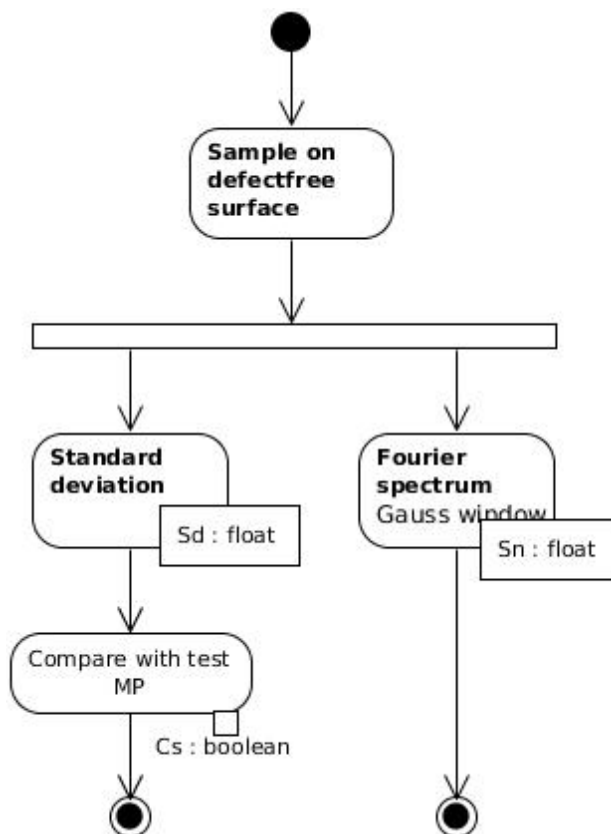 Sample on
defectfree
surface
Standard
deviation
Sd : float
Fourier
spectrum
Gauss window
Sn : float
Compare with test
MP
Cs : boolean